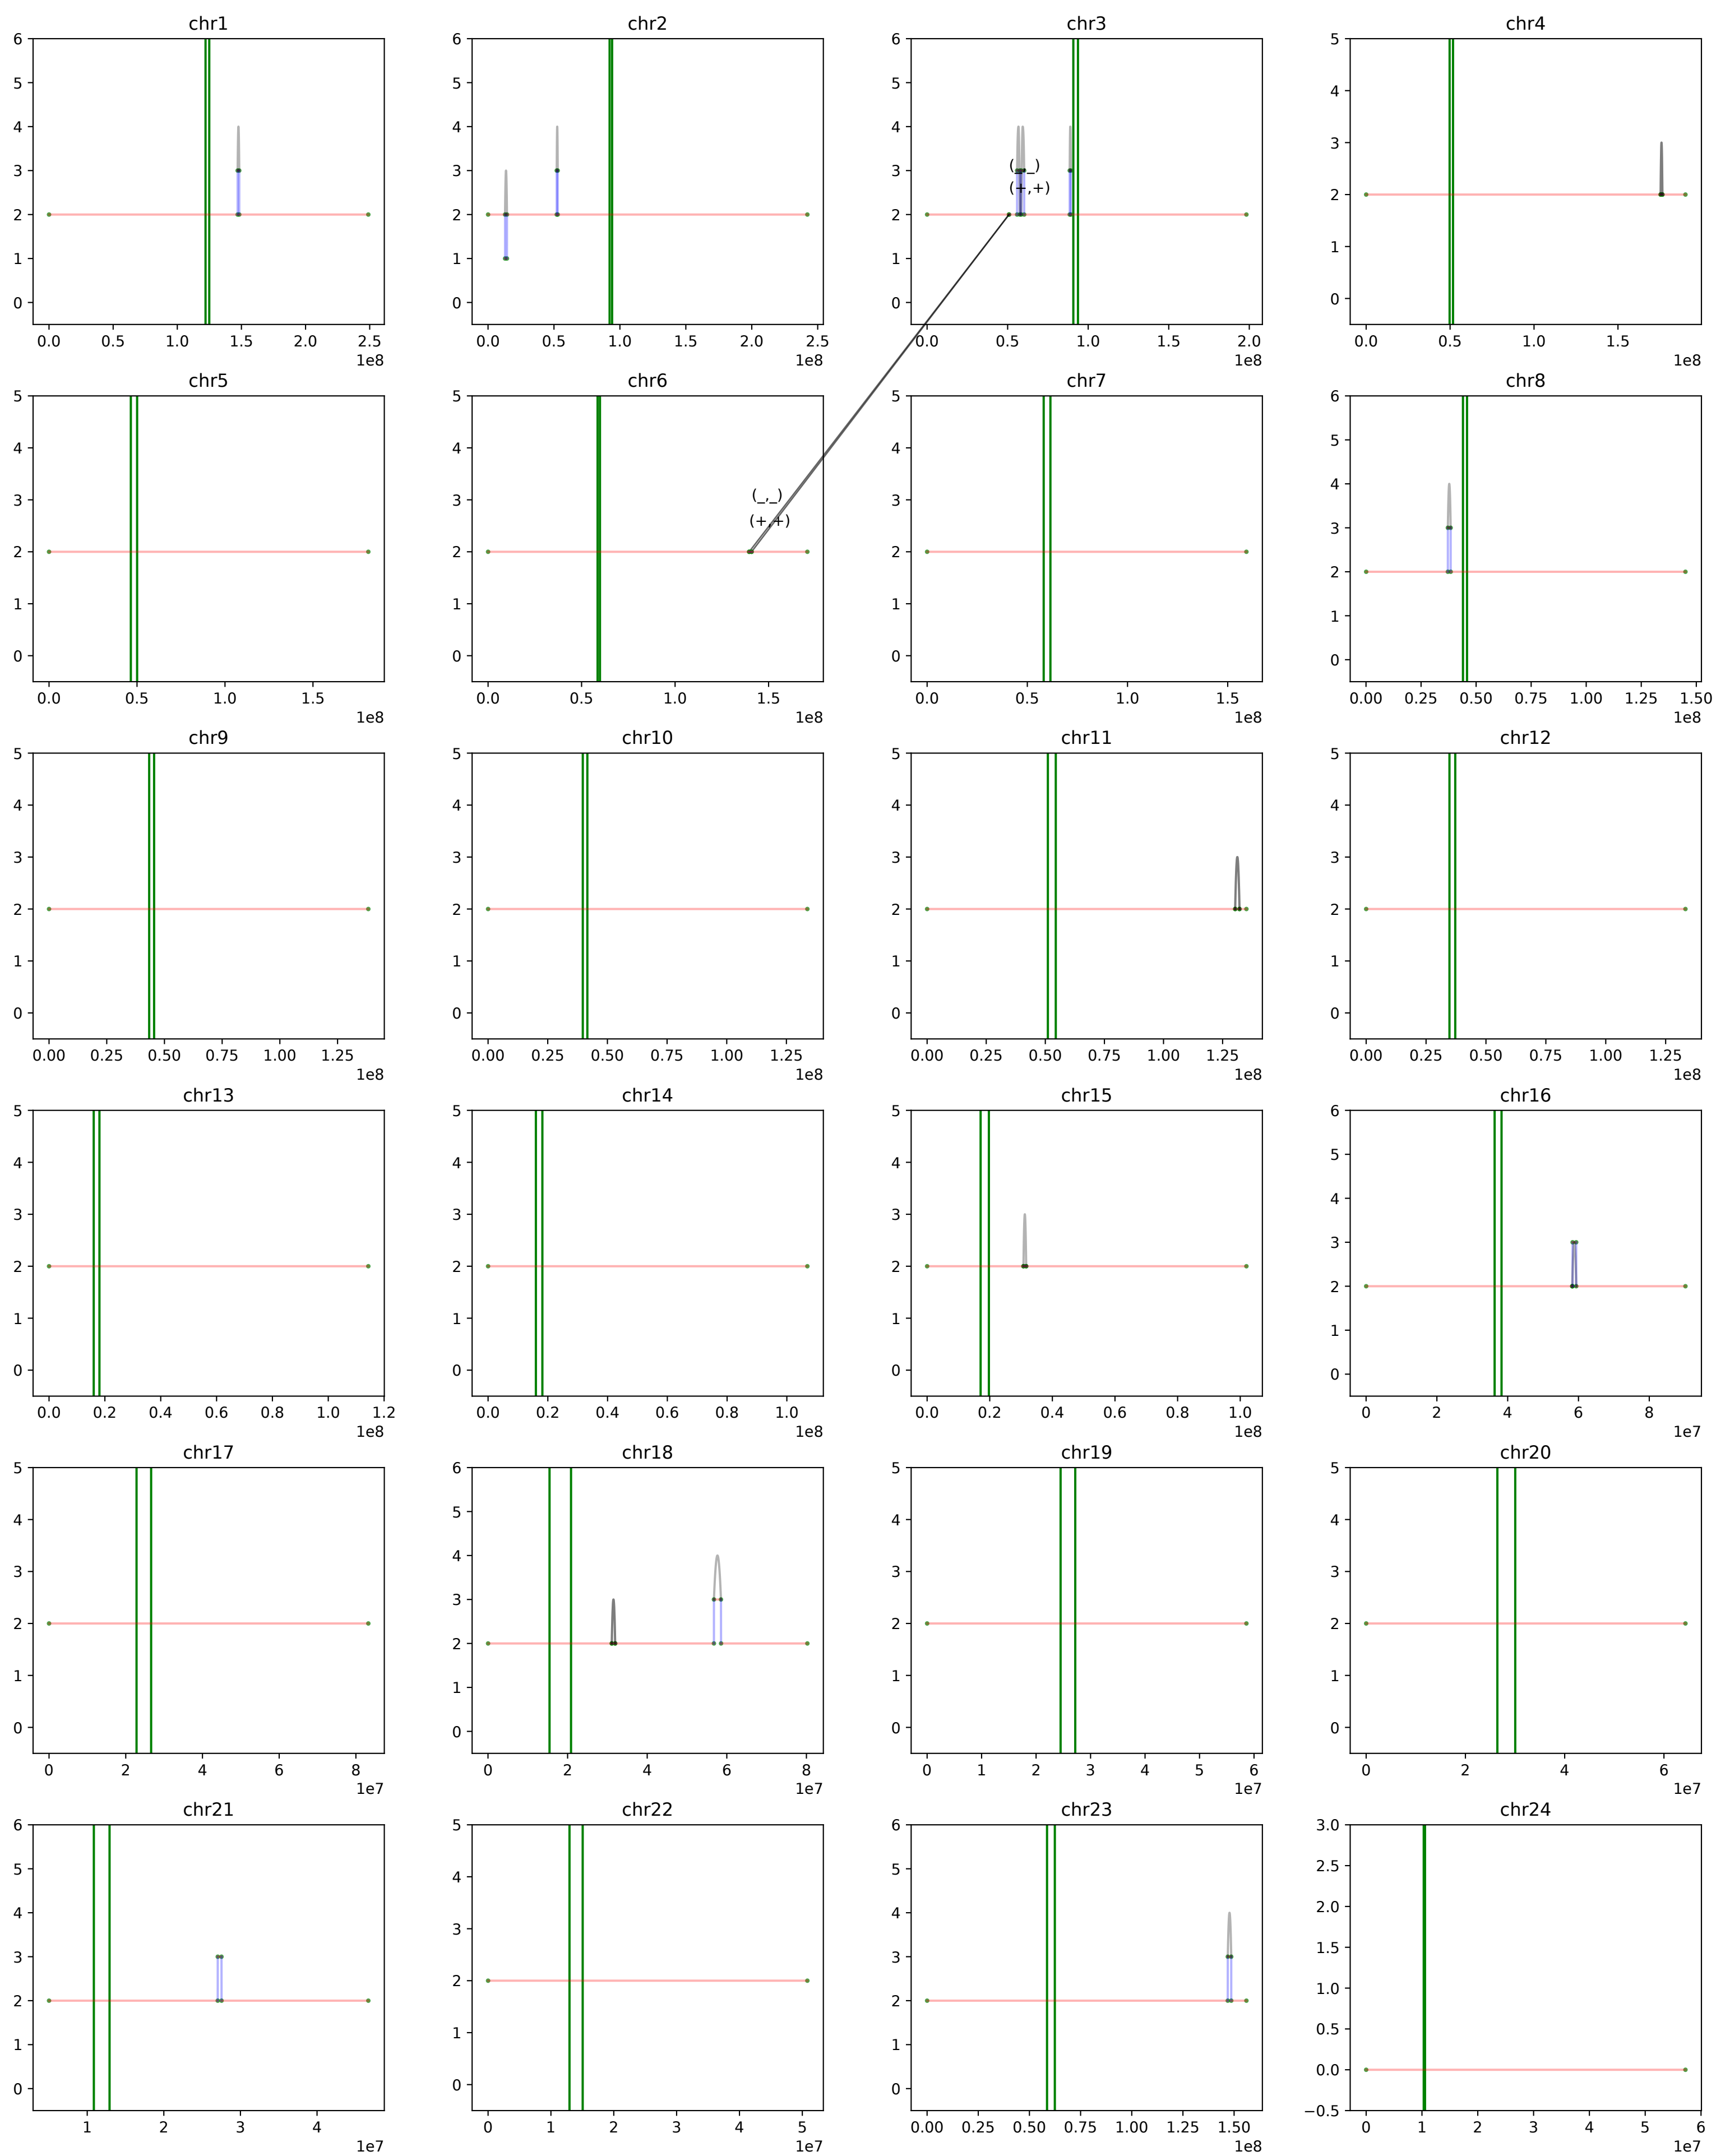 chr1 chr2 chr3 chr4
6 6 6 5
5 5 5 4
4 4 4 3
3 3 3 2
2 2 2 1
1 1 1 0
0 0 0
(_,_)
(+,+)
0.0 0.5 1.0 1.5 2.0 2.5 0.0 0.5 1.0 1.5 2.0 2.5 0.0 0.5 1.0 1.5 2.0 0.0 0.5 1.0 1.5
1e8 1e8 1e8 1e8
chr5 chr6 chr7 chr8
5 5 5 6
4 4 4 5
3 3 3 4
2 2 2 3
1 1 1 2
0 0 0 1
0
(_,_)
(+,+)
0.0 0.5 1.0 1.5 0.0 0.5 1.0 1.5 0.0 0.5 1.0 1.5 0.00 0.25 0.50 0.75 1.00 1.25 1.50
1e8 1e8 1e8 1e8
chr9 chr10 chr11 chr12
5 5 5 5
4 4 4 4
3 3 3 3
2 2 2 2
1 1 1 1
0 0 0 0
0.00 0.25 0.50 0.75 1.00 1.25 0.00 0.25 0.50 0.75 1.00 1.25 0.00 0.25 0.50 0.75 1.00 1.25 0.00 0.25 0.50 0.75 1.00 1.25
1e8 1e8 1e8 1e8
chr13 chr14 chr15 chr16
5 5 5 6
4 4 4 5
3 3 3 4
2 2 2 3
1 1 1 2
0 0 0 1
0
0.0 0.2 0.4 0.6 0.8 1.0 1.2 0.0 0.2 0.4 0.6 0.8 1.0 0.0 0.2 0.4 0.6 0.8 1.0 0 2 4 6 8
1e8 1e8 1e8 1e7
chr17 chr18 chr19 chr20
5 6 5 5
4 5 4 4
3 4 3 3
2 3 2 2
1 2 1 1
0 1 0 0
0
0 2 4 6 8 0 2 4 6 8 0 1 2 3 4 5 6 0 2 4 6
1e7 1e7 1e7 1e7
chr21 chr22 chr23 chr24
6 5 6 3.0
5 4 5 2.5
4 3 4 2.0
3 2 3 1.5
2 1 2 1.0
1 0 1 0.5
0 0 0.0
−0.5
1 2 3 4 0 1 2 3 4 5 0.00 0.25 0.50 0.75 1.00 1.25 1.50 0 1 2 3 4 5 6
1e7 1e7 1e8 1e7